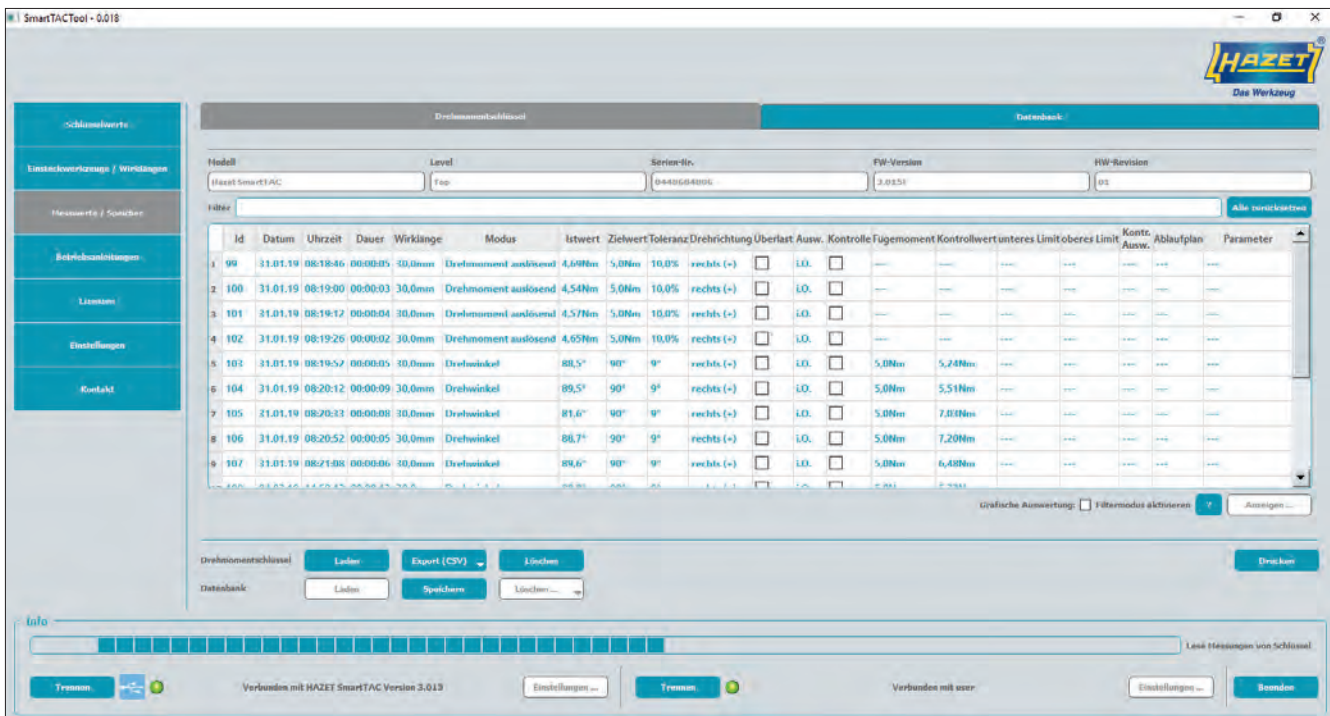 SmartTACTool - 0.018
HAZET
Das Werkzeug
Schlüsselwerte
Einsteckwerkzeuge / Wirklängen
Messwerte / Speicher
Betriebsanleitungen
Lizenzen
Einstellungen
Kontakt
Drehmomentschlüssel Datenbank
Modell Level Serien-Nr. FW-Version HW-Revision
Hazet SmartTAC Top 01
Filter Alle zurücksetzen
Id Datum Uhrzeit Dauer Wirklänge Modus Istwert Zielwert Toleranz Drehrichtung Überlast Ausw. Kontrolle Fügemoment Kontrollwert unteres Limit oberes Limit Kontr. Ausw. Ablaufplan Parameter
1 99 31.01.19 08:18:46 00:00:05 30,0mm Drehmoment auslösend 4,69Nm 5,0Nm 10,0% rechts (+) i.O. --- --- --- --- --- --- ---
2 100 31.01.19 08:19:00 00:00:03 30,0mm Drehmoment auslösend 4,54Nm 5,0Nm 10,0% rechts (+) i.O. --- --- --- --- --- --- ---
3 101 31.01.19 08:19:12 00:00:04 30,0mm Drehmoment auslösend 4,57Nm 5,0Nm 10,0% rechts (+) i.O. --- --- --- --- --- --- ---
4 102 31.01.19 08:19:26 00:00:02 30,0mm Drehmoment auslösend 4,65Nm 5,0Nm 10,0% rechts (+) i.O. --- --- --- --- --- --- ---
5 103 31.01.19 08:19:52 00:00:05 30,0mm Drehwinkel 88,5° 90° 9° rechts (+) i.O. 5,0Nm 5,24Nm --- --- --- --- ---
6 104 31.01.19 08:20:12 00:00:09 30,0mm Drehwinkel 89,5° 90° 9° rechts (+) i.O. 5,0Nm 5,51Nm --- --- --- --- ---
7 105 31.01.19 08:20:33 00:00:08 30,0mm Drehwinkel 81,6° 90° 9° rechts (+) i.O. 5,0Nm 7,03Nm --- --- --- --- ---
8 106 31.01.19 08:20:52 00:00:05 30,0mm Drehwinkel 88,7° 90° 9° rechts (+) i.O. 5,0Nm 7,20Nm --- --- --- --- ---
9 107 31.01.19 08:21:08 00:00:06 30,0mm Drehwinkel 89,6° 90° 9° rechts (+) i.O. 5,0Nm 6,48Nm --- --- --- --- ---
Grafische Auswertung: Filtermodus aktivieren ? Anzeigen ...
Drehmomentschlüssel Laden Export (CSV) Löschen Drucken
Datenbank Laden Speichern Löschen ...
Info
Lese Messungen von Schlüssel
Trennen Verbunden mit HAZET SmartTAC Version 3.013 Einstellungen ... Trennen Verbunden mit user Einstellungen ... Beenden